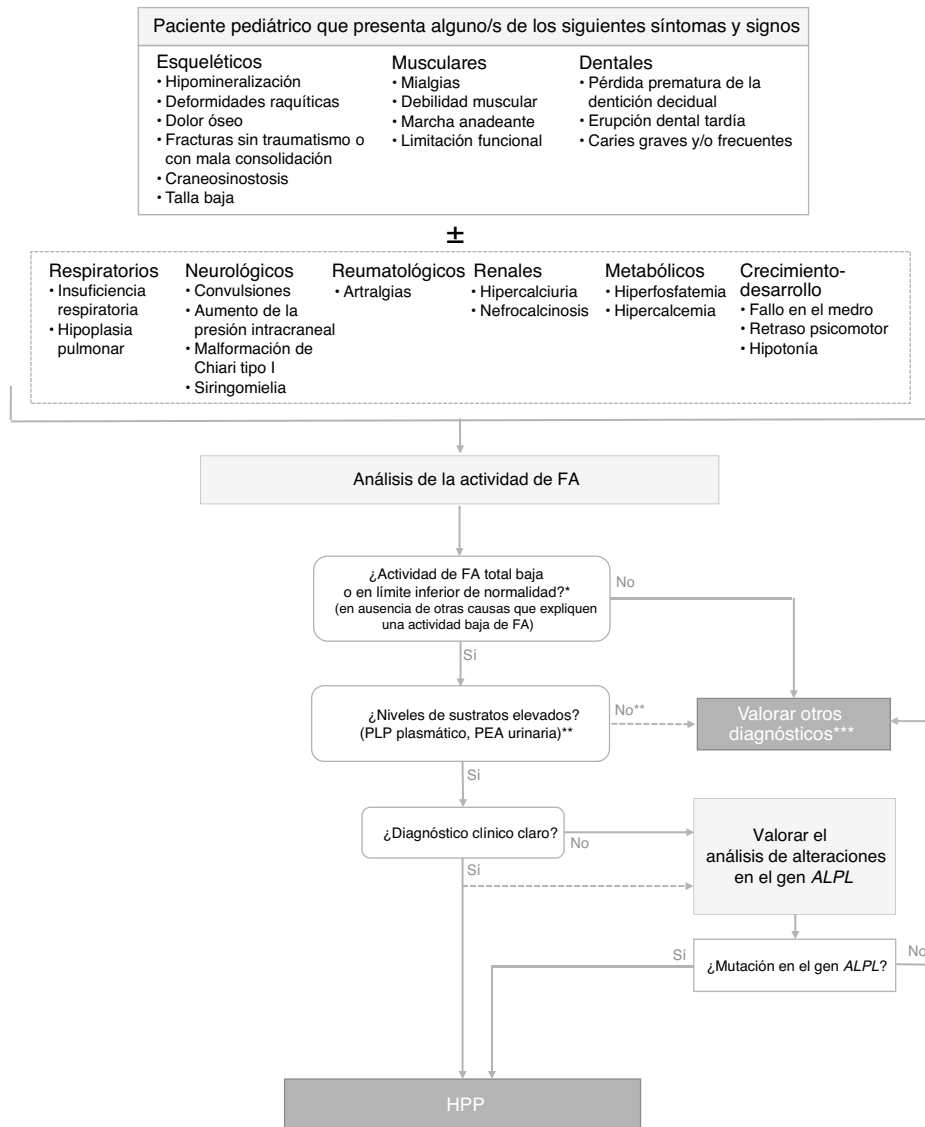 Paciente pediátrico que presenta alguno/s de los siguientes síntomas y signos
Esqueléticos
• Hipomineralización
• Deformidades raquíticas
• Dolor óseo
• Fracturas sin traumatismo o
con mala consolidación
• Craneosinostosis
• Talla baja
Musculares
• Mialgias
• Debilidad muscular
• Marcha anadeante
• Limitación funcional
Dentales
• Pérdida prematura de la
dentición decidual
• Erupción dental tardía
• Caries graves y/o frecuentes
±
Respiratorios
• Insuficiencia
respiratoria
• Hipoplasia
pulmonar
Neurológicos
• Convulsiones
• Aumento de la
presión intracraneal
• Malformación de
Chiari tipo I
• Siringomielia
Reumatológicos
• Artralgias
Renales
• Hipercalciuria
• Nefrocalcinosis
Metabólicos
• Hiperfosfatemia
• Hipercalcemia
Crecimiento-
desarrollo
• Fallo en el medro
• Retraso psicomotor
• Hipotonía
Análisis de la actividad de FA
¿Actividad de FA total baja
o en límite inferior de normalidad?*
(en ausencia de otras causas que expliquen
una actividad baja de FA)
No
Sí
¿Niveles de sustratos elevados?
(PLP plasmático, PEA urinaria)**
No**
Valorar otros
diagnósticos***
Sí
¿Diagnóstico clínico claro?
No
Sí
Valorar el
análisis de alteraciones
en el gen ALPL
Sí
¿Mutación en el gen ALPL?
No
HPP